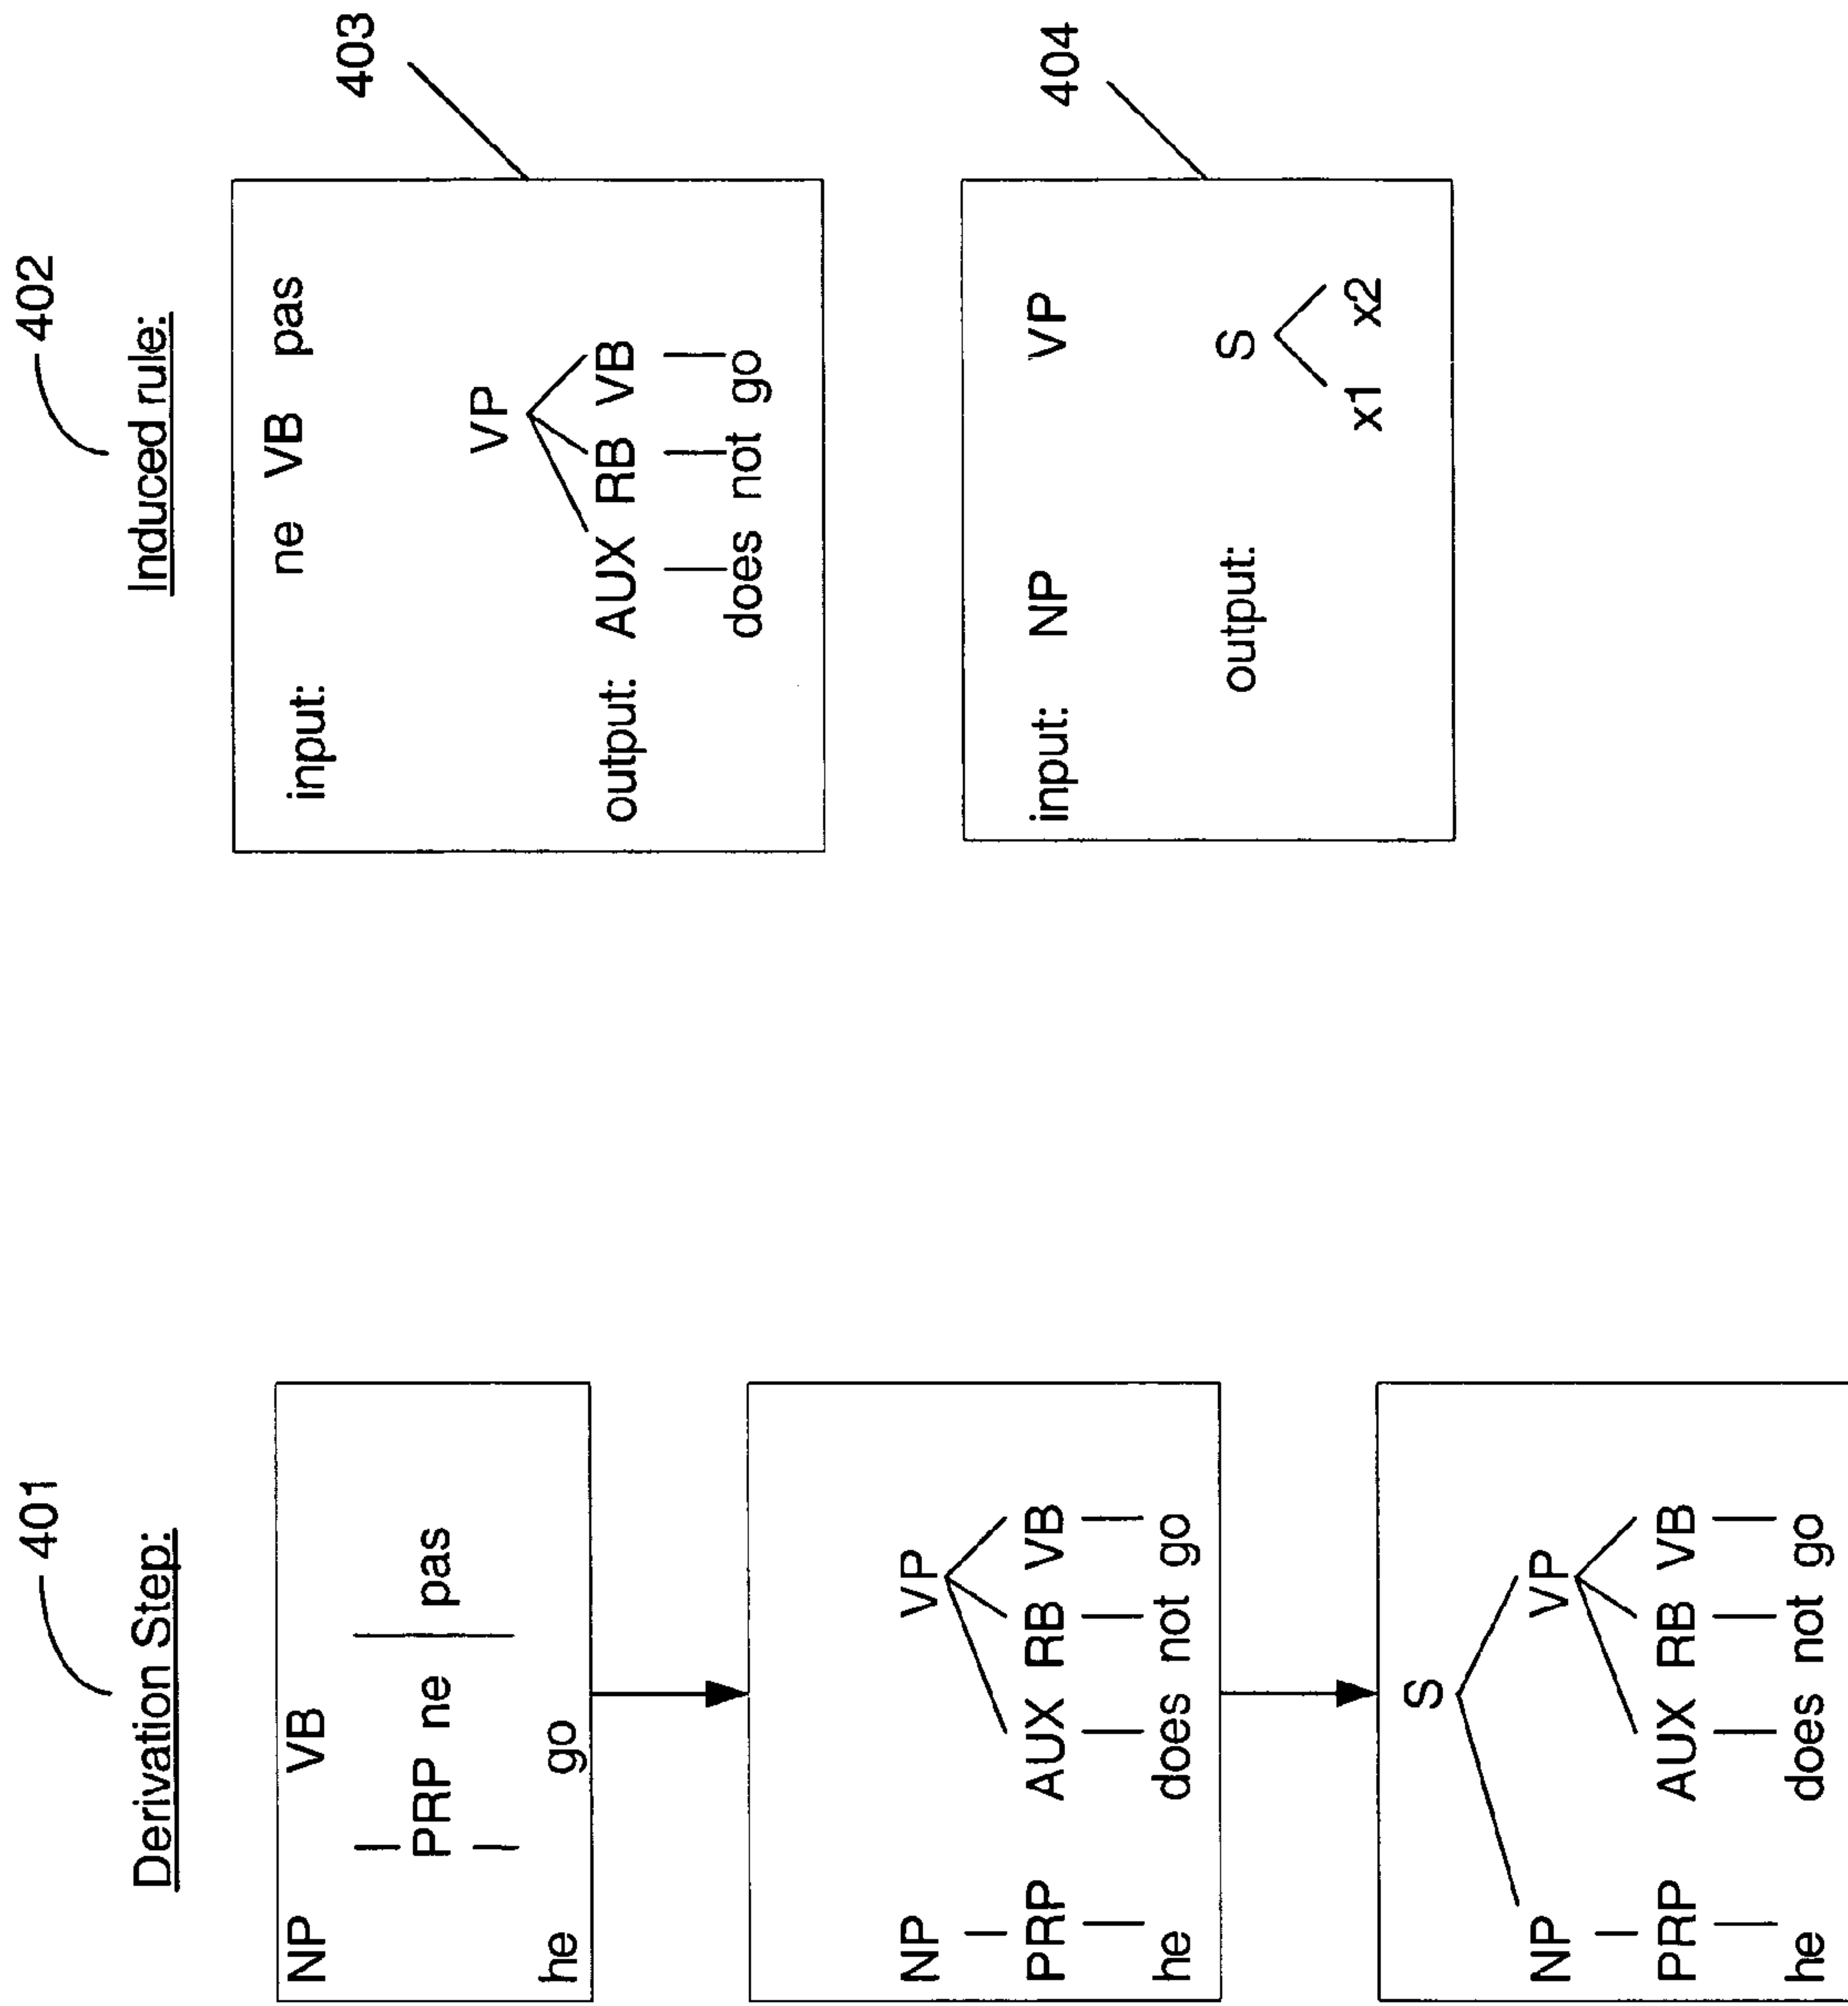 401
Derivation Step:
NP VB
PRP ne pas
he go
NP VP
PRP AUX RB VB
he does not go
S
NP VP
PRP AUX RB VB
he does not go
402
Induced rule:
403
input: ne VB pas
VP
output: AUX RB VB
does not go
404
input: NP VP
output: S
x1 x2